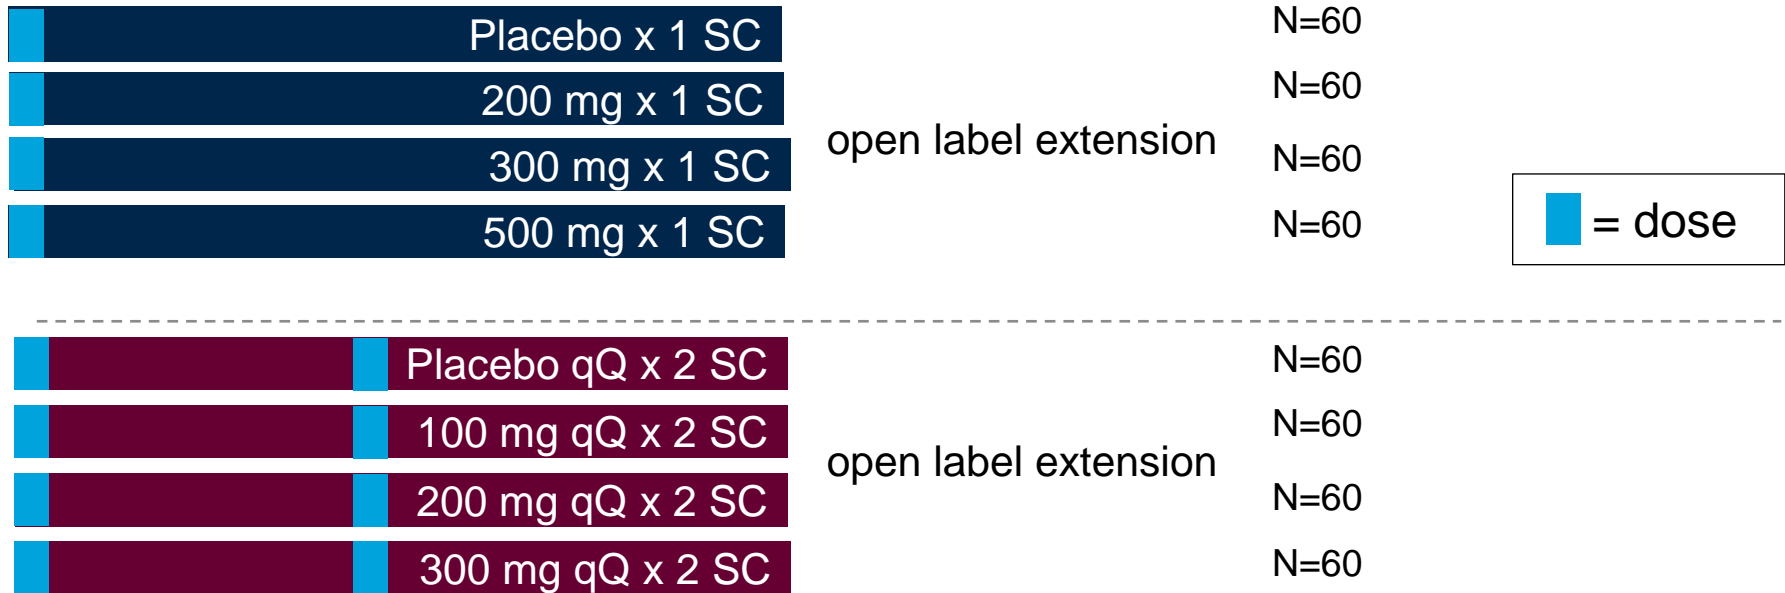 Placebo x 1 SC
N=60
200 mg x 1 SC
N=60
open label extension
300 mg x 1 SC
N=60
500 mg x 1 SC
N=60
= dose
Placebo qQ x 2 SC
N=60
100 mg qQ x 2 SC
N=60
open label extension
200 mg qQ x 2 SC
N=60
300 mg qQ x 2 SC
N=60